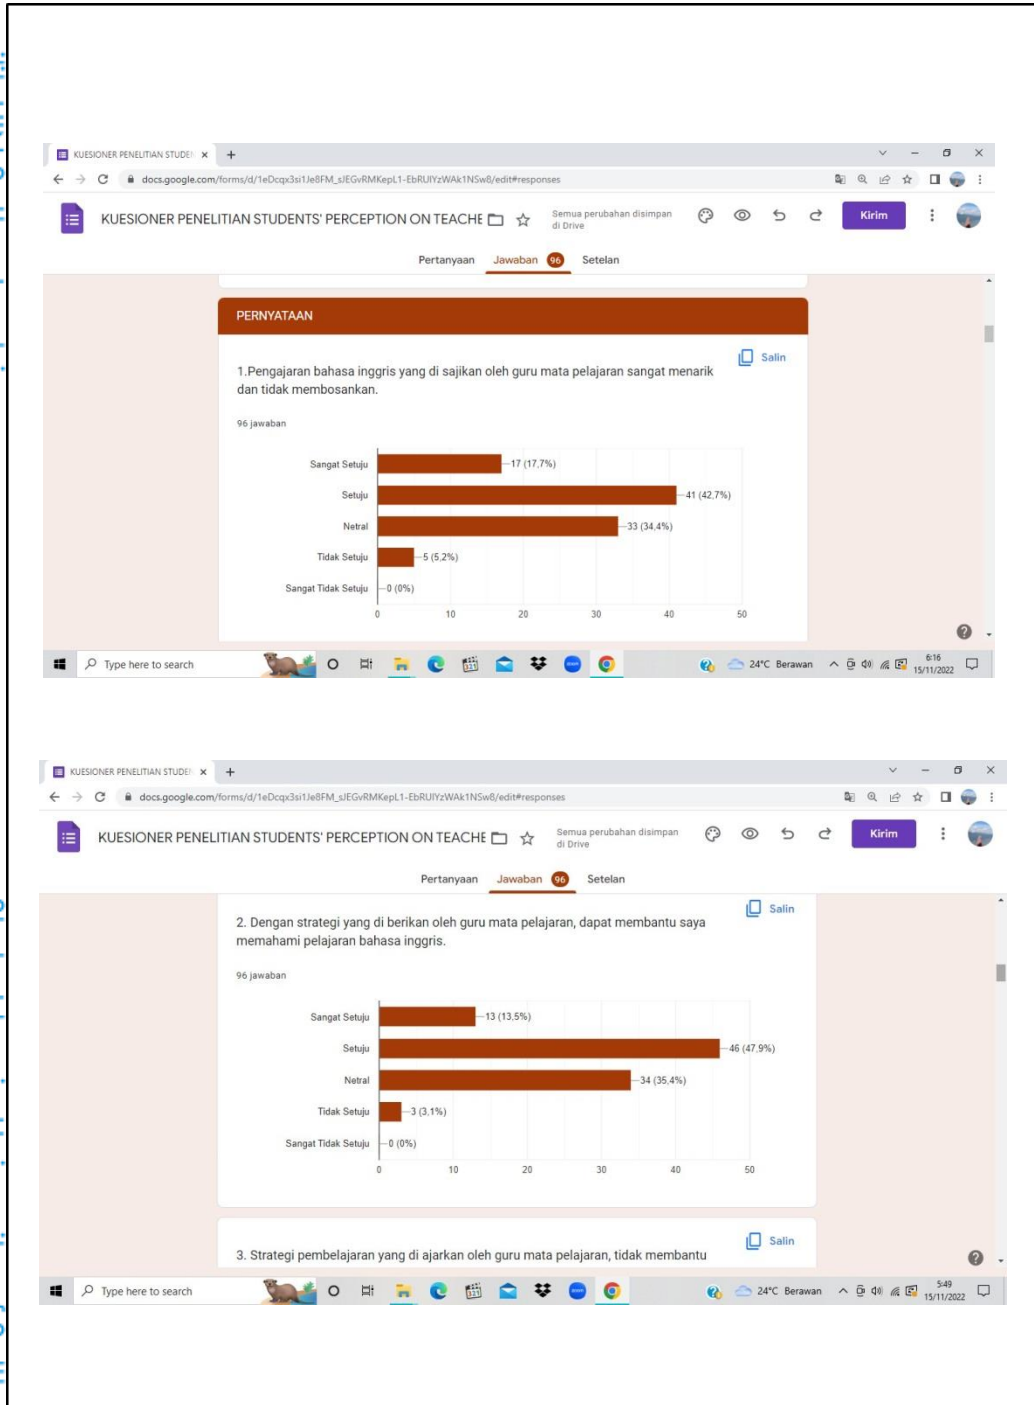 KUESIONER PENELITIAN STUDE
docs.google.com/forms/d/1eDcqx3si1Je8FM_sJEGvRMKepL1-EbRUIYzWAk1NSw8/edit#responses
KUESIONER PENELITIAN STUDENTS' PERCEPTION ON TEACHE
Semua perubahan disimpan
di Drive
Kirim
Pertanyaan Jawaban 96 Setelan
PERNYATAAN
Salin
1.Pengajaran bahasa inggris yang di sajikan oleh guru mata pelajaran sangat menarik
dan tidak membosankan.
96 jawaban
Sangat Setuju 17 (17,7%)
Setuju 41 (42,7%)
Netral 33 (34,4%)
Tidak Setuju 5 (5,2%)
Sangat Tidak Setuju 0 (0%)
0 10 20 30 40 50
Type here to search
24°C Berawan
6:16
15/11/2022
KUESIONER PENELITIAN STUDE
docs.google.com/forms/d/1eDcqx3si1Je8FM_sJEGvRMKepL1-EbRUIYzWAk1NSw8/edit#responses
KUESIONER PENELITIAN STUDENTS' PERCEPTION ON TEACHE
Semua perubahan disimpan
di Drive
Kirim
Pertanyaan Jawaban 96 Setelan
Salin
2. Dengan strategi yang di berikan oleh guru mata pelajaran, dapat membantu saya
memahami pelajaran bahasa inggris.
96 jawaban
Sangat Setuju 13 (13,5%)
Setuju 46 (47,9%)
Netral 34 (35,4%)
Tidak Setuju 3 (3,1%)
Sangat Tidak Setuju 0 (0%)
0 10 20 30 40 50
Salin
3. Strategi pembelajaran yang di ajarkan oleh guru mata pelajaran, tidak membantu
Type here to search
24°C Berawan
5:49
15/11/2022